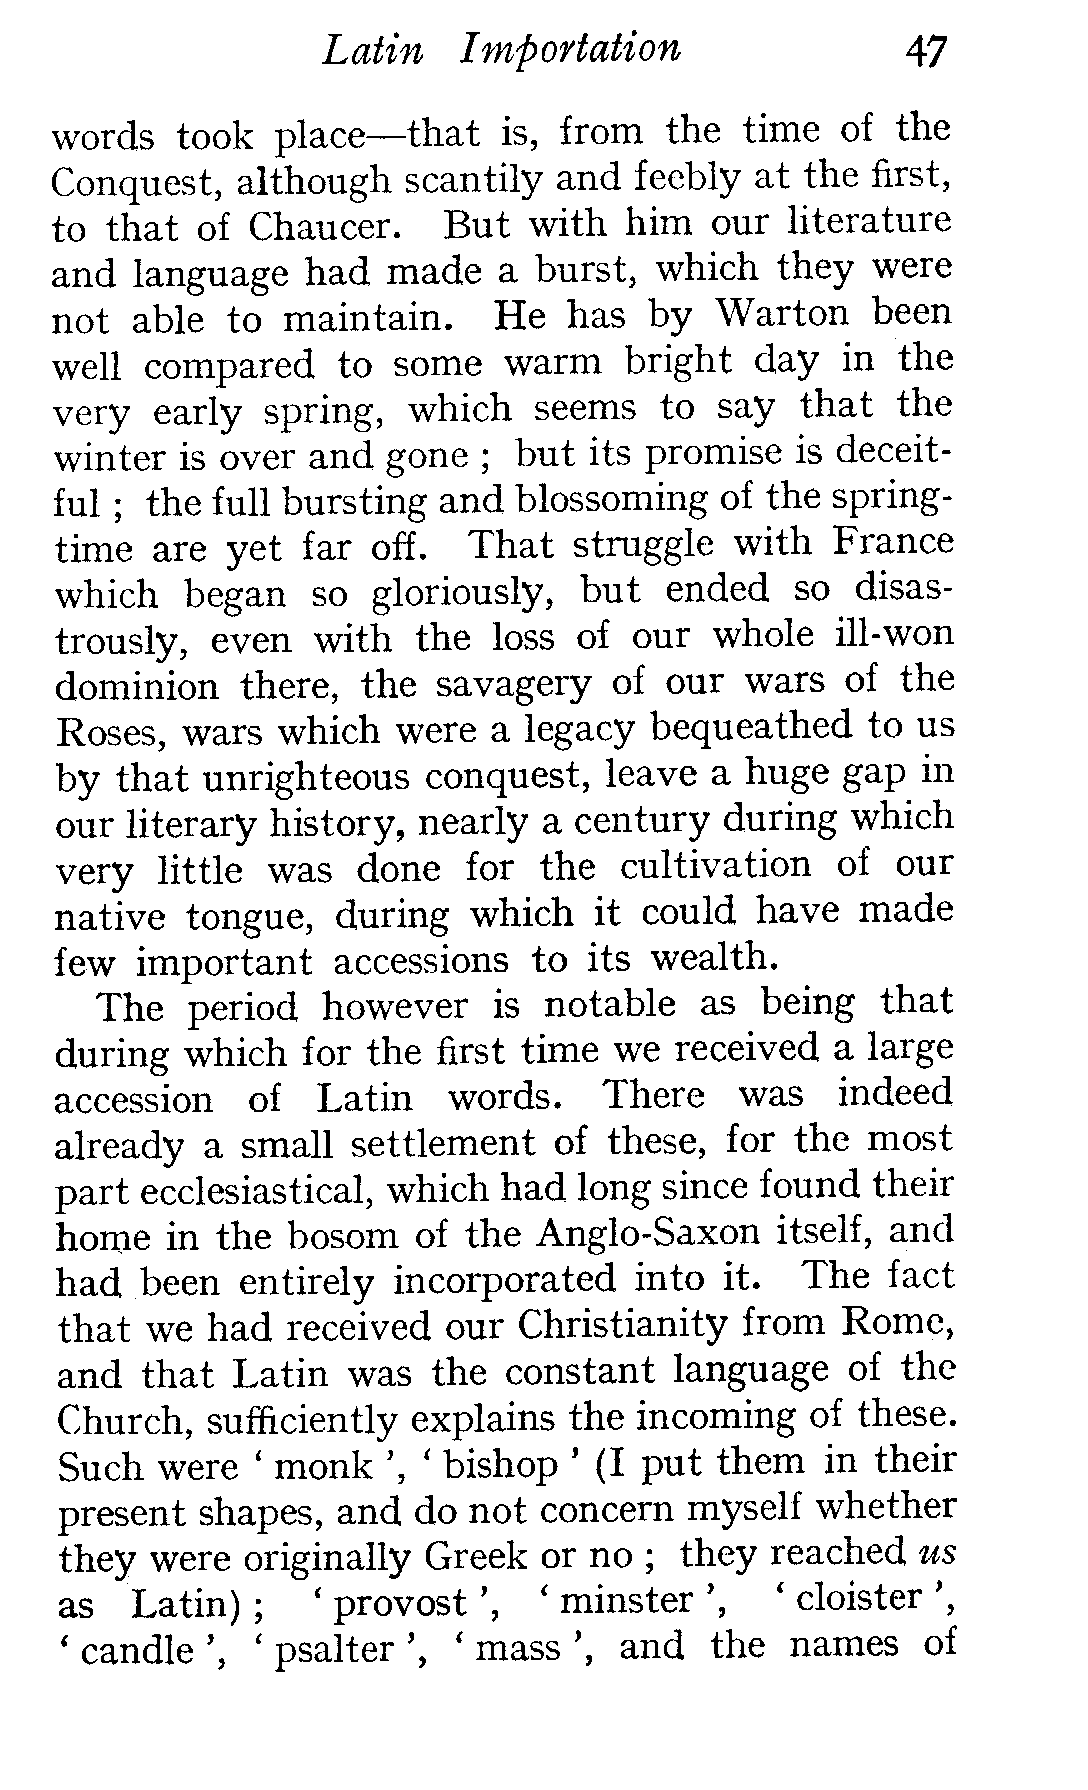 Latin Importation 47
words took place—that is, from the time of the
Conquest, although scantily and feebly at the first,
to that of Chaucer. But with him our literature
and language had made a burst, which they were
not able to maintain. He has by Warton been
well compared to some warm bright day in the
very early spring, which seems to say that the
winter is over and gone ; but its promise is deceit-
ful ; the full bursting and blossoming of the spring-
time are yet far off. That struggle with France
which began so gloriously, but ended so disas-
trously, even with the loss of our whole ill-won
dominion there, the savagery of our wars of the
Roses, wars which were a legacy bequeathed to us
by that unrighteous conquest, leave a huge gap in
our literary history, nearly a century during which
very little was done for the cultivation of our
native tongue, during which it could have made
few important accessions to its wealth.
The period however is notable as being that
during which for the first time we received a large
accession of Latin words. There was indeed
already a small settlement of these, for the most
part ecclesiastical, which had long since found their
home in the bosom of the Anglo-Saxon itself, and
had been entirely incorporated into it. The fact
that we had received our Christianity from Rome,
and that Latin was the constant language of the
Church, sufficiently explains the incoming of these.
Such were ‘ monk ’, ‘ bishop ’ (I put them in their
present shapes, and do not concern myself whether
they were originally Greek or no ; they reached us
as Latin) ; ‘ provost ’, ‘ minster ’, ‘ cloister ’,
‘ candle ’, ‘ psalter ’, ‘ mass ’, and the names of